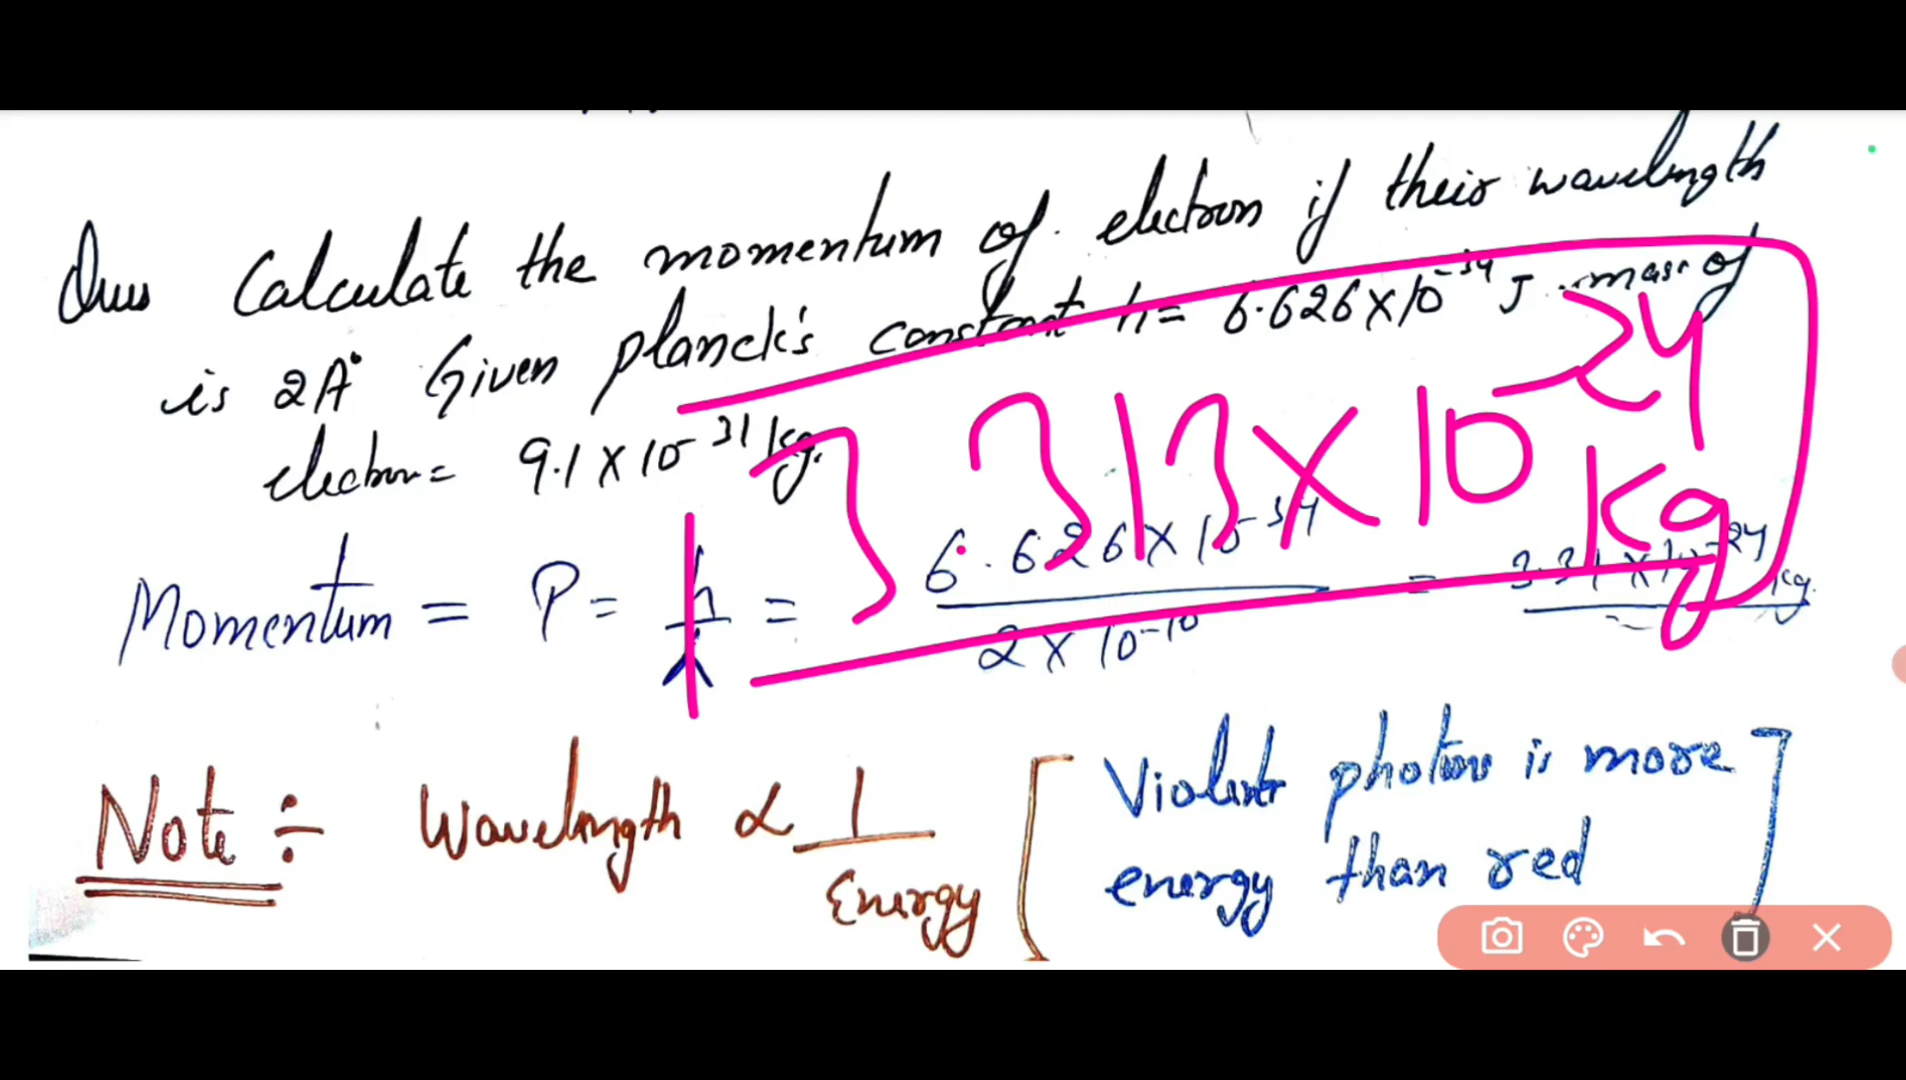 Ques Calculate the momentum of electron if their wavelength
is 2A° Given planck's constant h= 6.626×10⁻³⁴ J mass of
electron= 9.1 × 10⁻³¹ kg.
3 313×10⁻²⁴
kg
Momentum = P = h/λ = 6.626×10⁻³⁴ / 2×10⁻¹⁰ = 3.31×10⁻²⁴ kg.
Note ÷ Wavelength ∝ 1/Energy [ Violet photon is more
energy than red ]